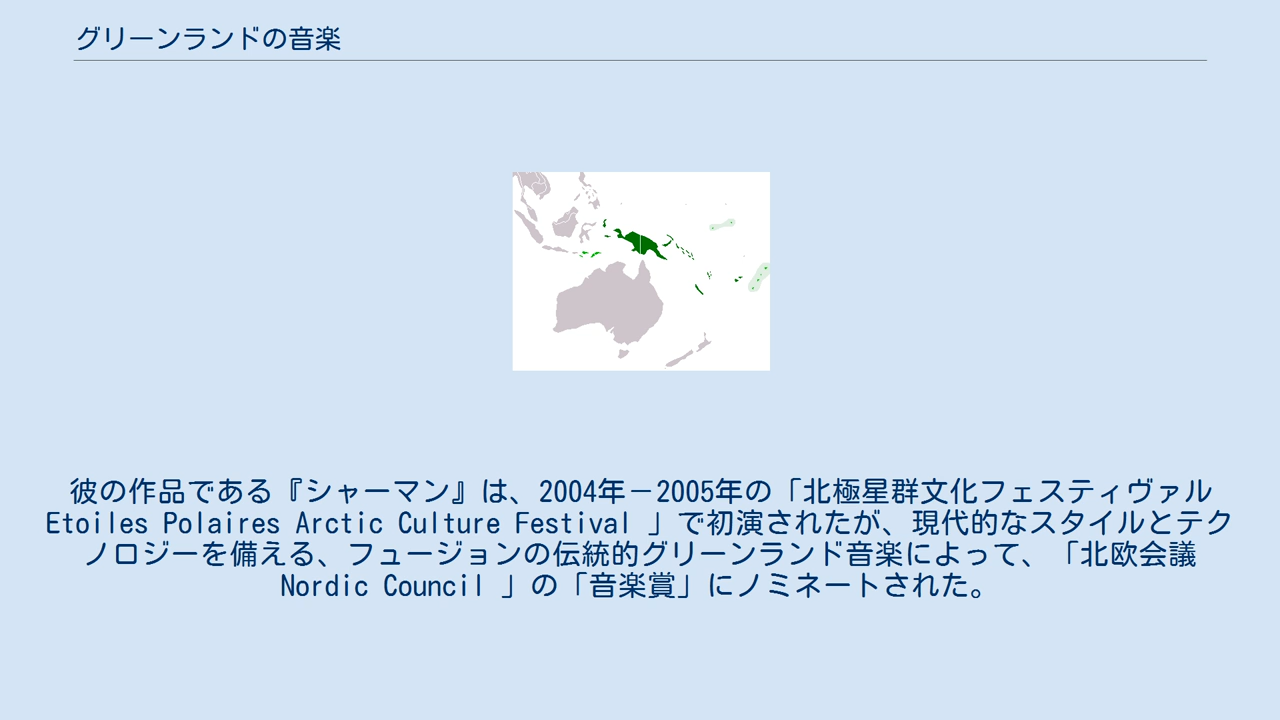 グリーンランドの音楽
彼の作品である『シャーマン』は、2004年－2005年の「北極星群文化フェスティヴァル
Etoiles Polaires Arctic Culture Festival 」で初演されたが、現代的なスタイルとテク
ノロジーを備える、フュージョンの伝統的グリーンランド音楽によって、「北欧会議
Nordic Council 」の「音楽賞」にノミネートされた。